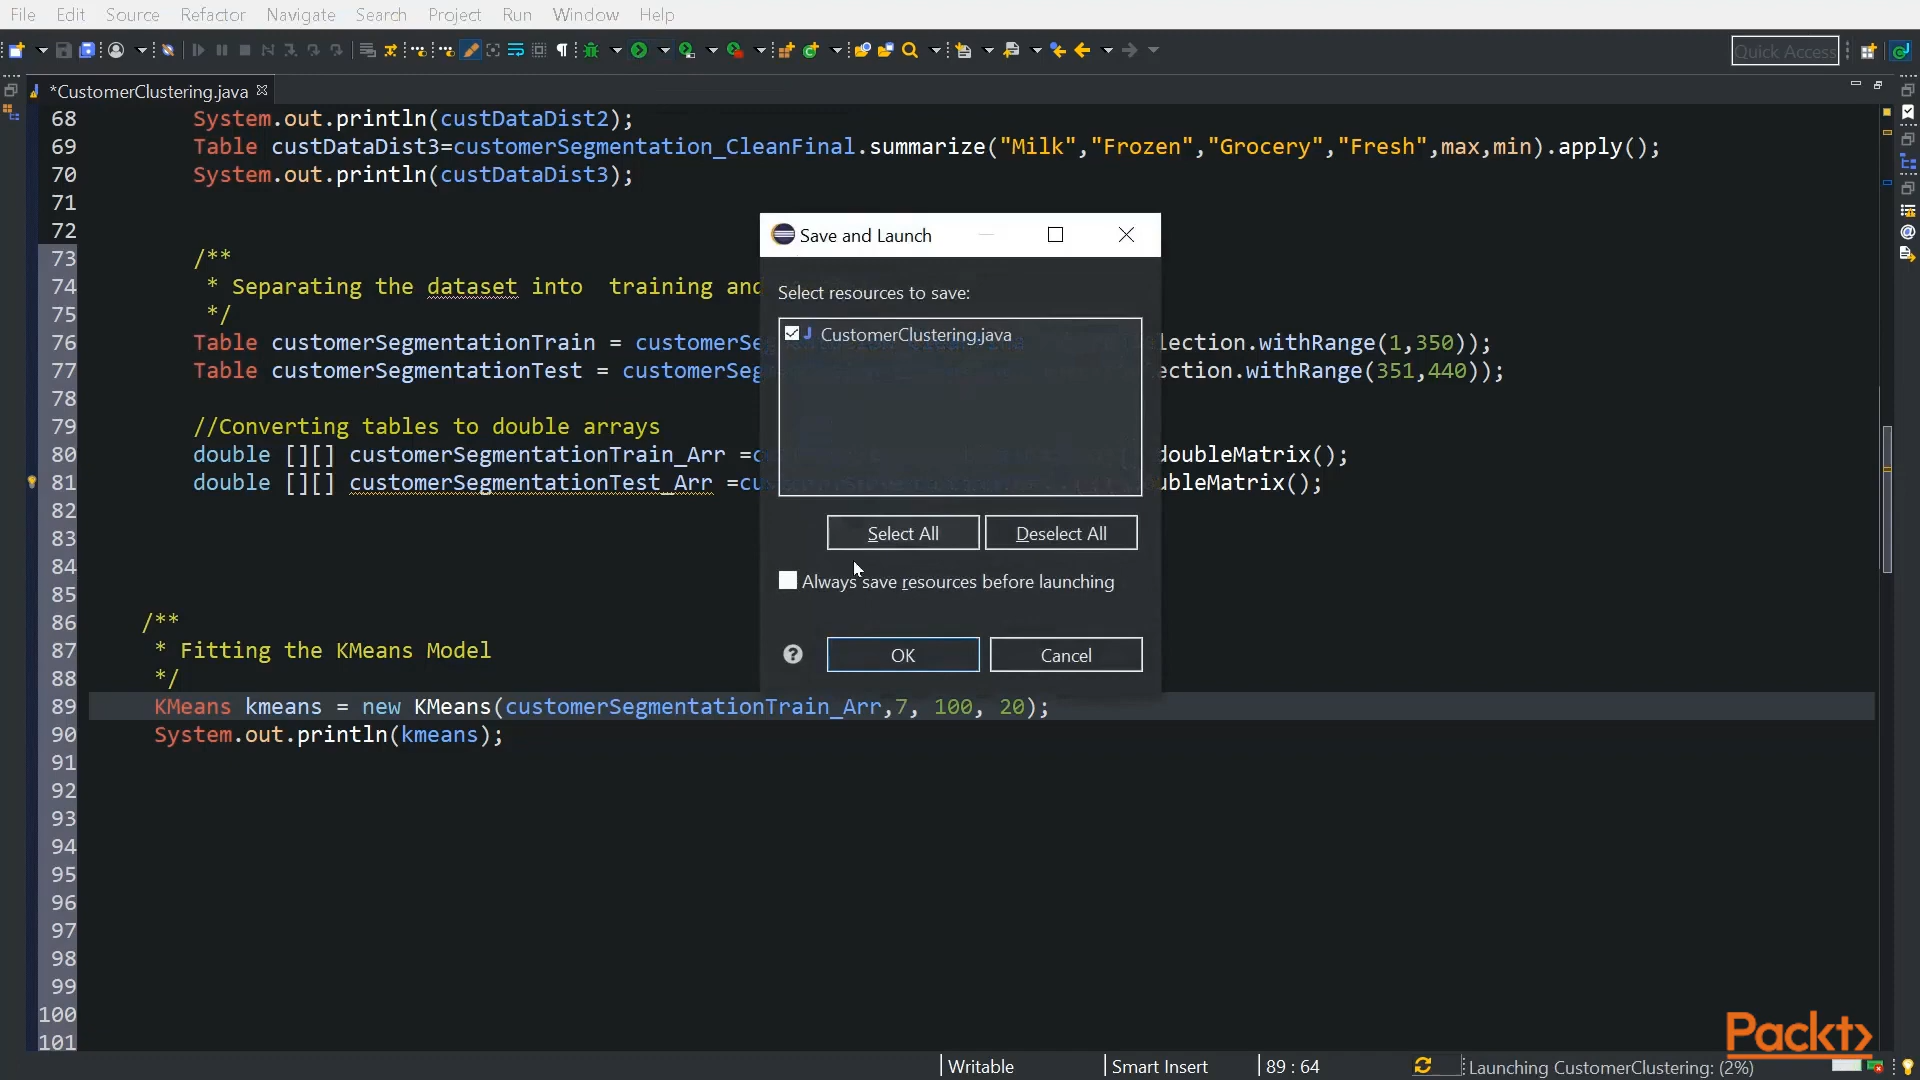 File Edit Source Refactor Navigate Search Project Run Window Help
Quick Access
*CustomerClustering.java
68 System.out.println(custDataDist2);
69 Table custDataDist3=customerSegmentation_CleanFinal.summarize("Milk","Frozen","Grocery","Fresh",max,min).apply();
70 System.out.println(custDataDist3);
71
72
Save and Launch
73 /**
74 * Separating the dataset into  training and
Select resources to save:
75 */
CustomerClustering.java
76 Table customerSegmentationTrain = customerSe lection.withRange(1,350));
77 Table customerSegmentationTest = customerSeg ection.withRange(351,440));
78
79 //Converting tables to double arrays
80 double [][] customerSegmentationTrain_Arr =c doubleMatrix();
81 double [][] customerSegmentationTest_Arr =cu ubleMatrix();
82
83
Select All Deselect All
84
Always save resources before launching
85
86 /**
87 * Fitting the KMeans Model
OK Cancel
88 */
89 KMeans kmeans = new KMeans(customerSegmentationTrain_Arr,7, 100, 20);
90 System.out.println(kmeans);
91
92
93
94
95
96
97
98
99
100
101
Packt>
Writable Smart Insert 89 : 64 Launching CustomerClustering: (2%)